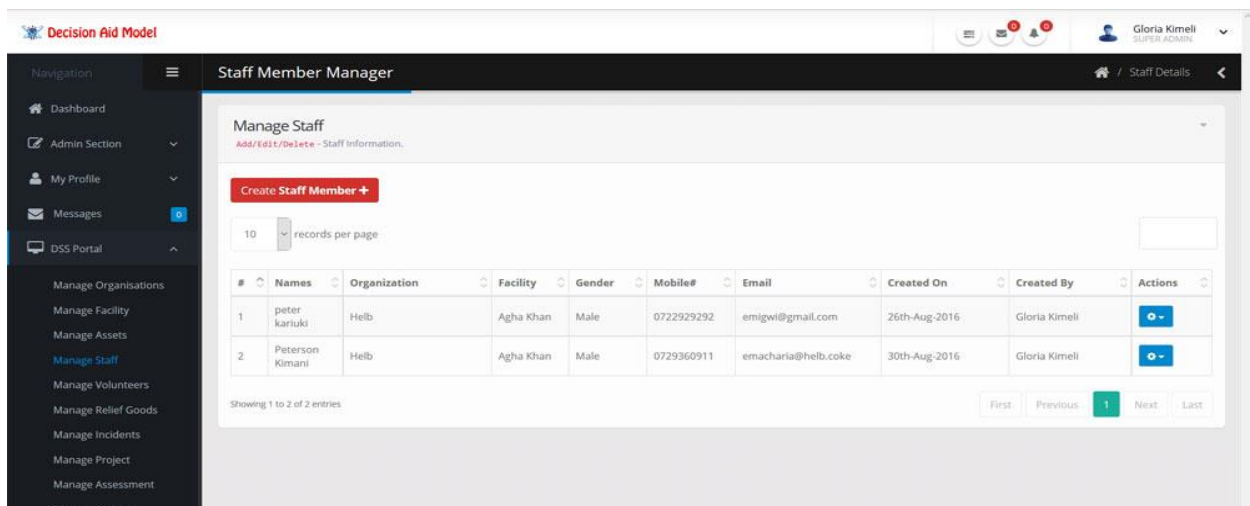 Decision Aid Model
0
0
Gloria Kimeli
SUPER ADMIN
Navigation
Staff Member Manager
/ Staff Details
Dashboard
Admin Section
My Profile
Messages
0
DSS Portal
Manage Organisations
Manage Facility
Manage Assets
Manage Staff
Manage Volunteers
Manage Relief Goods
Manage Incidents
Manage Project
Manage Assessment
Manage Staff
Add/Edit/Delete - Staff Information.
Create Staff Member +
10 records per page
# Names Organization Facility Gender Mobile# Email Created On Created By Actions
1 peter kariuki Helb Agha Khan Male 0722929292 emigwi@gmail.com 26th-Aug-2016 Gloria Kimeli
2 Peterson Kimani Helb Agha Khan Male 0729360911 emacharia@helb.coke 30th-Aug-2016 Gloria Kimeli
Showing 1 to 2 of 2 entries
First Previous 1 Next Last